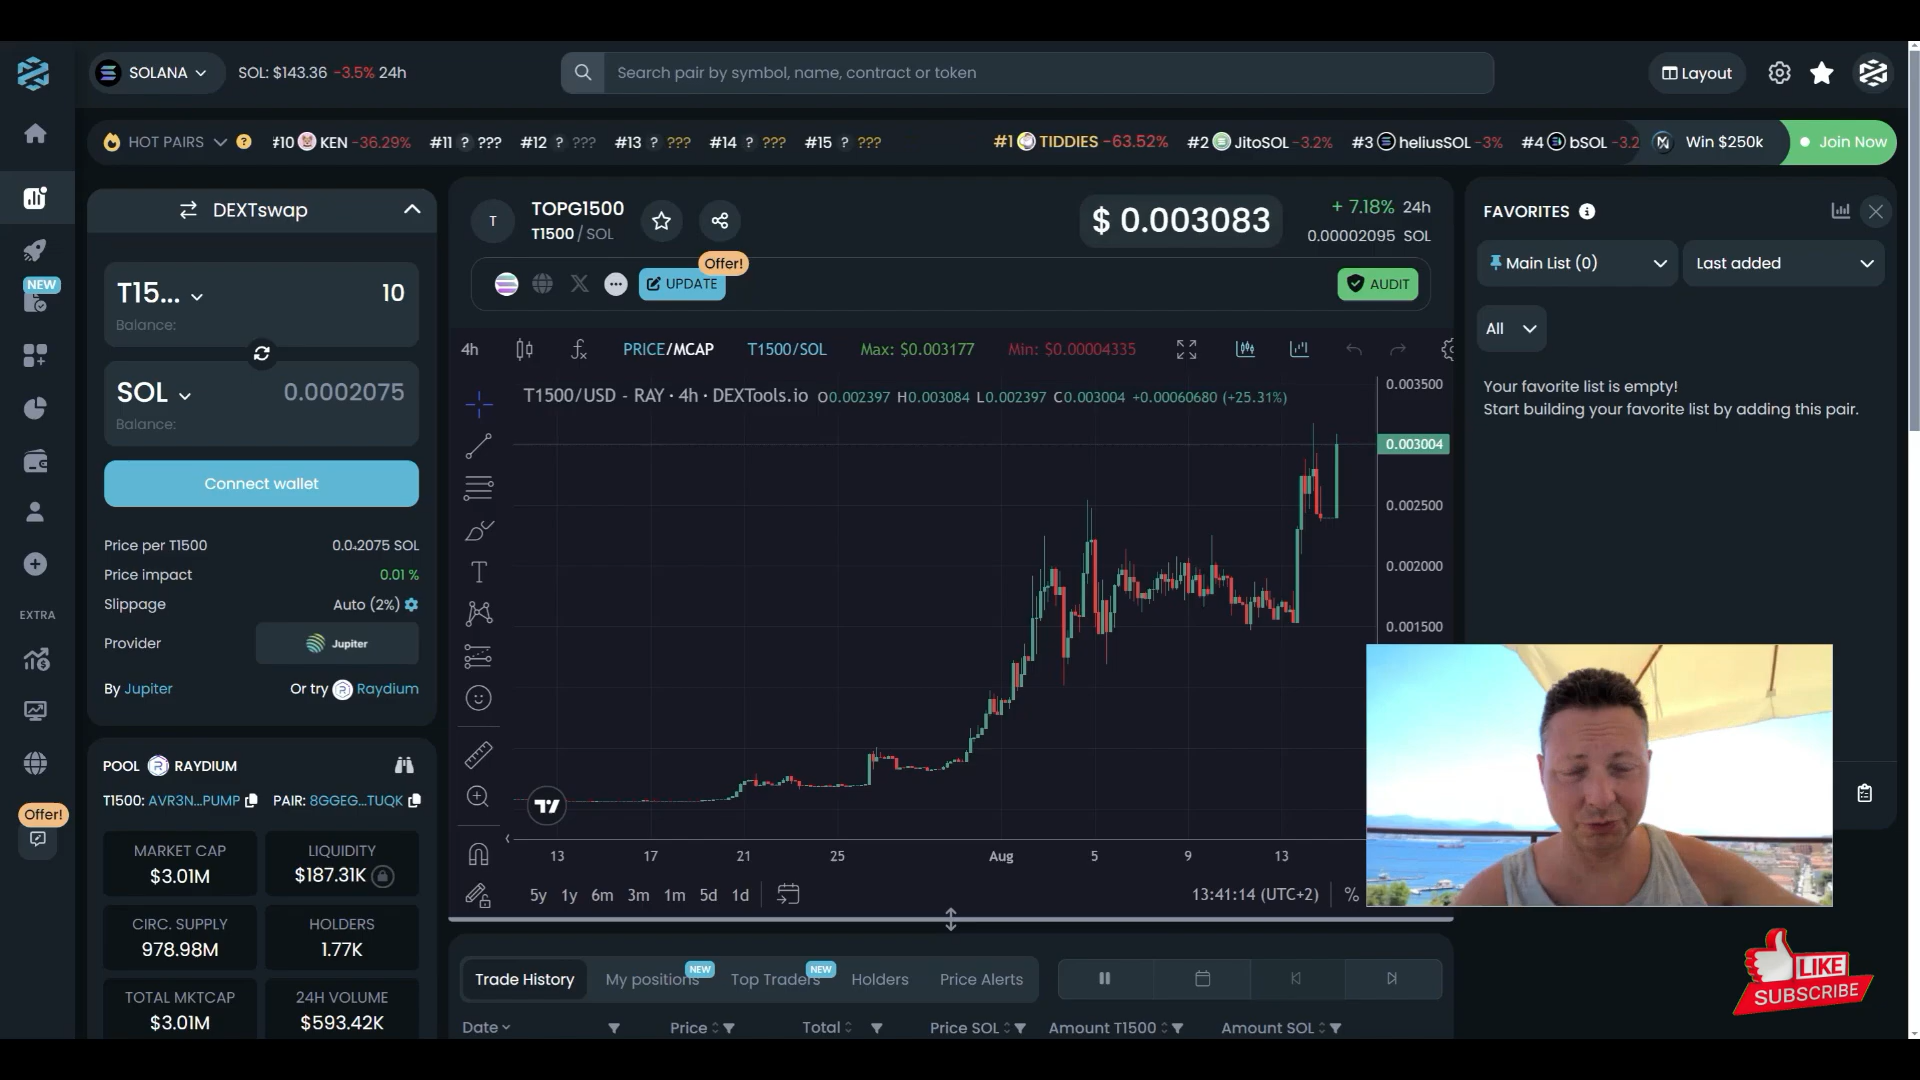 SOLANA
SOL: $143.36 -3.5% 24h
Search pair by symbol, name, contract or token
Layout
HOT PAIRS ? #10 KEN -36.29% #11 ? ??? #12 ? ??? #13 ? ??? #14 ? ??? #15 ? ??? #1 TIDDIES -63.52% #2 JitoSOL -3.2% #3 heliusSOL -3% #4 bSOL -3.2 Win $250k Join Now
NEW
EXTRA
Offer!
DEXTswap
T15... 10
Balance:
SOL 0.0002075
Balance:
Connect wallet
Price per T1500 0.0₄2075 SOL
Price impact 0.01 %
Slippage Auto (2%)
Provider Jupiter
By Jupiter Or try Raydium
POOL RAYDIUM
T1500: AVR3N...PUMP PAIR: 8GGEG...TUQK
MARKET CAP
$3.01M
LIQUIDITY
$187.31K
CIRC. SUPPLY
978.98M
HOLDERS
1.77K
TOTAL MKTCAP
$3.01M
24H VOLUME
$593.42K
T
TOPG1500
T1500 / SOL
$ 0.003083
+ 7.18% 24h
0.00002095 SOL
Offer!
UPDATE
AUDIT
4h PRICE/MCAP T1500/SOL Max: $0.003177 Min: $0.00004335
T1500/USD - RAY · 4h · DEXTools.io O0.002397 H0.003084 L0.002397 C0.003004 +0.00060680 (+25.31%)
0.003500
0.003004
0.002500
0.002000
0.001500
13 17 21 25 Aug 5 9 13
5y 1y 6m 3m 1m 5d 1d 13:41:14 (UTC+2) %
Trade History My positions NEW Top Traders NEW Holders Price Alerts
Date Price Total Price SOL Amount T1500 Amount SOL
FAVORITES
Main List (0) Last added
All
Your favorite list is empty!
Start building your favorite list by adding this pair.
LIKE
SUBSCRIBE